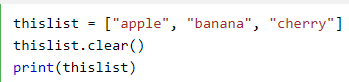 thislist = ["apple", "banana", "cherry"]
thislist.clear()
print(thislist)